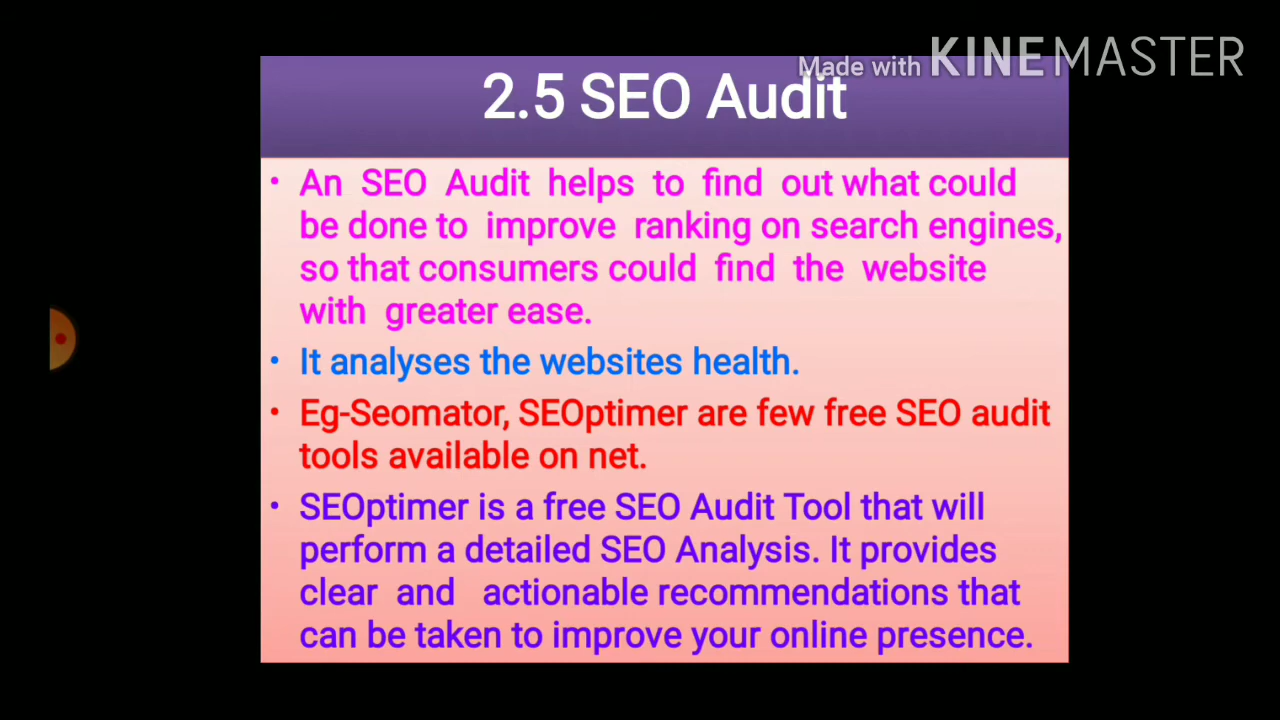 Made with KINEMASTER
2.5 SEO Audit
• An SEO Audit helps to find out what could
be done to improve ranking on search engines,
so that consumers could find the website
with greater ease.
• It analyses the websites health.
• Eg-Seomator, SEOptimer are few free SEO audit
tools available on net.
• SEOptimer is a free SEO Audit Tool that will
perform a detailed SEO Analysis. It provides
clear and actionable recommendations that
can be taken to improve your online presence.